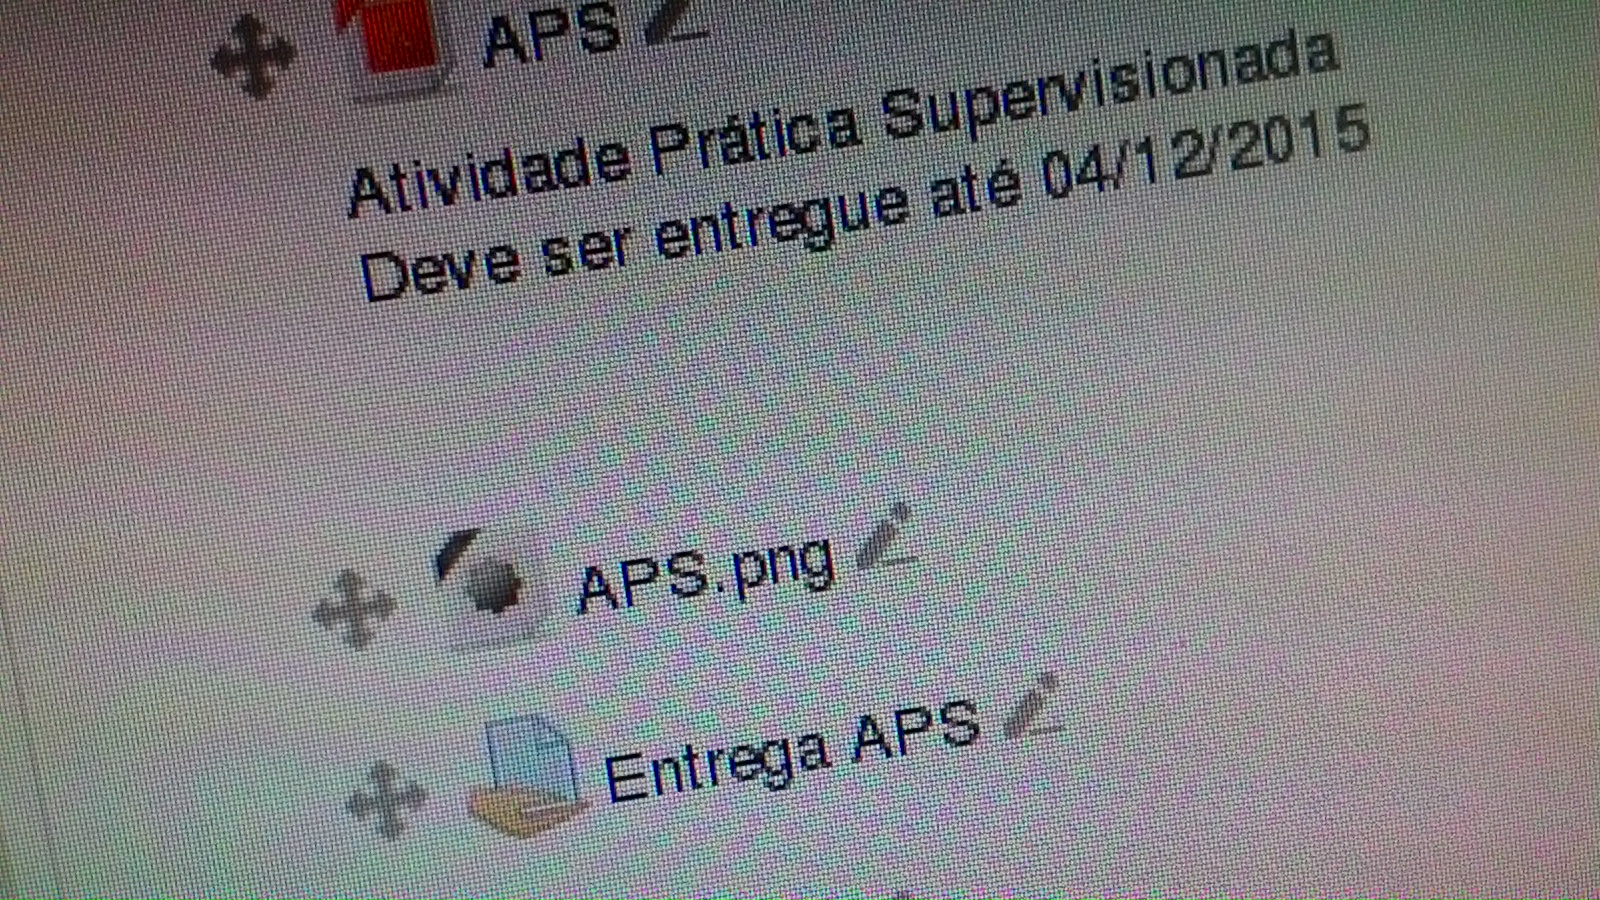 APS
Atividade Prática Supervisionada
Deve ser entregue até 04/12/2015
APS.png
Entrega APS